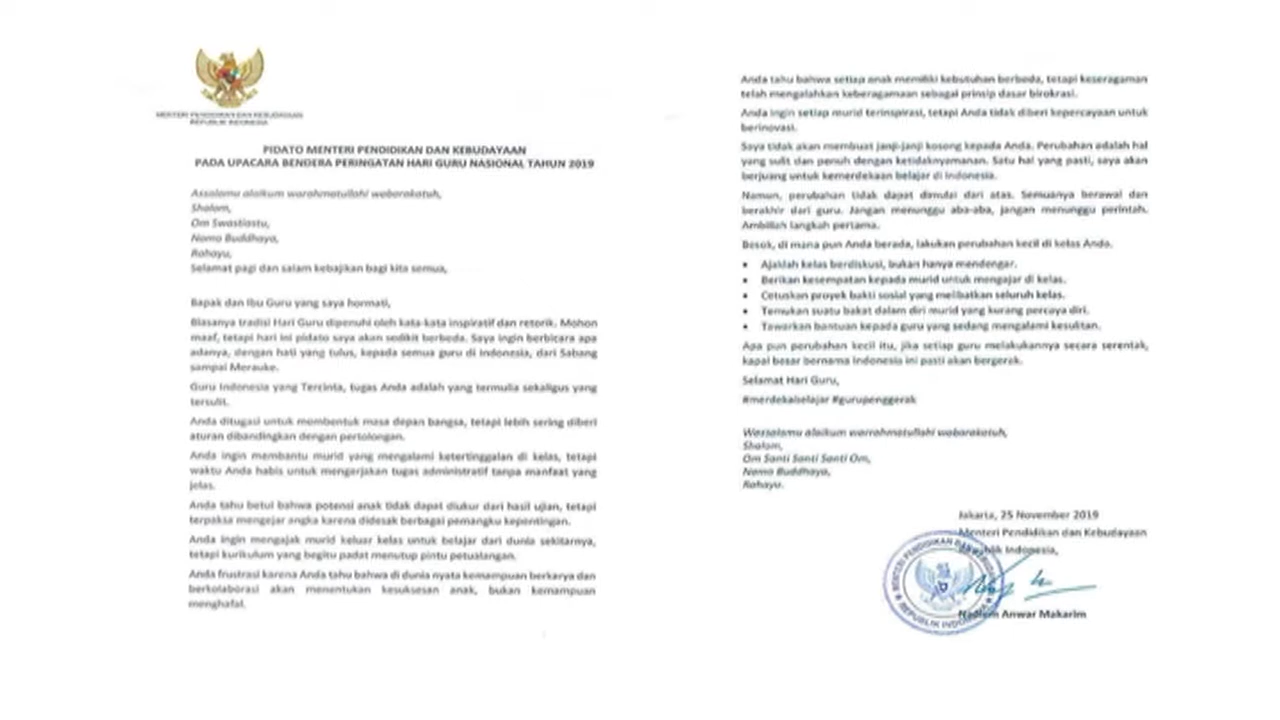 MENTERI PENDIDIKAN DAN KEBUDAYAAN
REPUBLIK INDONESIA
PIDATO MENTERI PENDIDIKAN DAN KEBUDAYAAN
PADA UPACARA BENDERA PERINGATAN HARI GURU NASIONAL TAHUN 2019
Assalamu alaikum warahmatullahi wabarakatuh,
Shalom,
Om Swastiastu,
Namo Buddhaya,
Rahayu,
Selamat pagi dan salam kebajikan bagi kita semua,
Bapak dan Ibu Guru yang saya hormati,
Biasanya tradisi Hari Guru dipenuhi oleh kata-kata inspiratif dan retorik. Mohon
maaf, tetapi hari ini pidato saya akan sedikit berbeda. Saya ingin berbicara apa
adanya, dengan hati yang tulus, kepada semua guru di Indonesia, dari Sabang
sampai Merauke.
Guru Indonesia yang Tercinta, tugas Anda adalah yang termulia sekaligus yang
tersulit.
Anda ditugasi untuk membentuk masa depan bangsa, tetapi lebih sering diberi
aturan dibandingkan dengan pertolongan.
Anda ingin membantu murid yang mengalami ketertinggalan di kelas, tetapi
waktu Anda habis untuk mengerjakan tugas administratif tanpa manfaat yang
jelas.
Anda tahu betul bahwa potensi anak tidak dapat diukur dari hasil ujian, tetapi
terpaksa mengejar angka karena didesak berbagai pemangku kepentingan.
Anda ingin mengajak murid keluar kelas untuk belajar dari dunia sekitarnya,
tetapi kurikulum yang begitu padat menutup pintu petualangan.
Anda frustrasi karena Anda tahu bahwa di dunia nyata kemampuan berkarya dan
berkolaborasi akan menentukan kesuksesan anak, bukan kemampuan
menghafal.
Anda tahu bahwa setiap anak memiliki kebutuhan berbeda, tetapi keseragaman
telah mengalahkan keberagamaan sebagai prinsip dasar birokrasi.
Anda ingin setiap murid terinspirasi, tetapi Anda tidak diberi kepercayaan untuk
berinovasi.
Saya tidak akan membuat janji-janji kosong kepada Anda. Perubahan adalah hal
yang sulit dan penuh dengan ketidaknyamanan. Satu hal yang pasti, saya akan
berjuang untuk kemerdekaan belajar di Indonesia.
Namun, perubahan tidak dapat dimulai dari atas. Semuanya berawal dan
berakhir dari guru. Jangan menunggu aba-aba, jangan menunggu perintah.
Ambillah langkah pertama.
Besok, di mana pun Anda berada, lakukan perubahan kecil di kelas Anda.
• Ajaklah kelas berdiskusi, bukan hanya mendengar.
• Berikan kesempatan kepada murid untuk mengajar di kelas.
• Cetuskan proyek bakti sosial yang melibatkan seluruh kelas.
• Temukan suatu bakat dalam diri murid yang kurang percaya diri.
• Tawarkan bantuan kepada guru yang sedang mengalami kesulitan.
Apa pun perubahan kecil itu, jika setiap guru melakukannya secara serentak,
kapal besar bernama Indonesia ini pasti akan bergerak.
Selamat Hari Guru,
#merdekabelajar #gurupenggerak
Wassalamu alaikum warrahmatullahi wabarakatuh,
Shalom,
Om Santi Santi Santi Om,
Namo Buddhaya,
Rahayu.
Jakarta, 25 November 2019
Menteri Pendidikan dan Kebudayaan
Republik Indonesia,
MENTERI PENDIDIKAN DAN KEBUDAYAAN
REPUBLIK INDONESIA
Nadiem Anwar Makarim